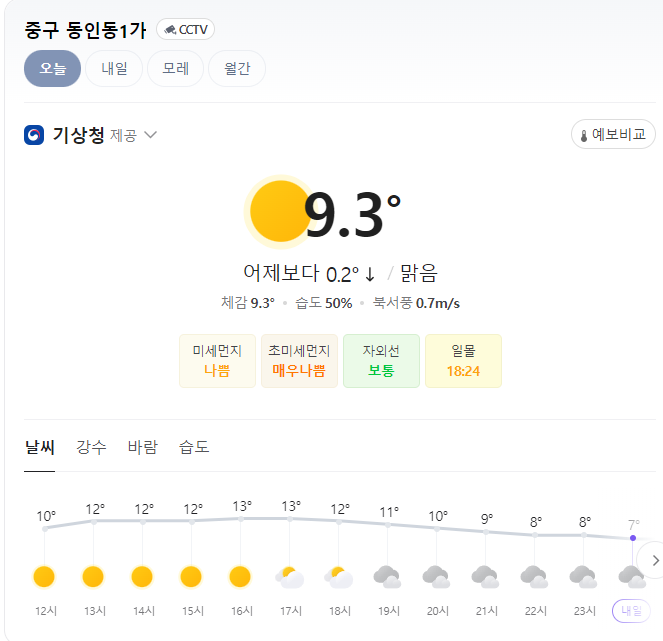 중구 동인동1가 CCTV
오늘 내일 모레 월간
기상청 제공 예보비교
9.3°
어제보다 0.2° ↓ / 맑음
체감 9.3° • 습도 50% • 북서풍 0.7m/s
미세먼지 초미세먼지 자외선 일몰
나쁨 매우나쁨 보통 18:24
날씨 강수 바람 습도
10° 12° 12° 12° 13° 13° 12° 11° 10° 9° 8° 8° 7°
12시 13시 14시 15시 16시 17시 18시 19시 20시 21시 22시 23시 내일